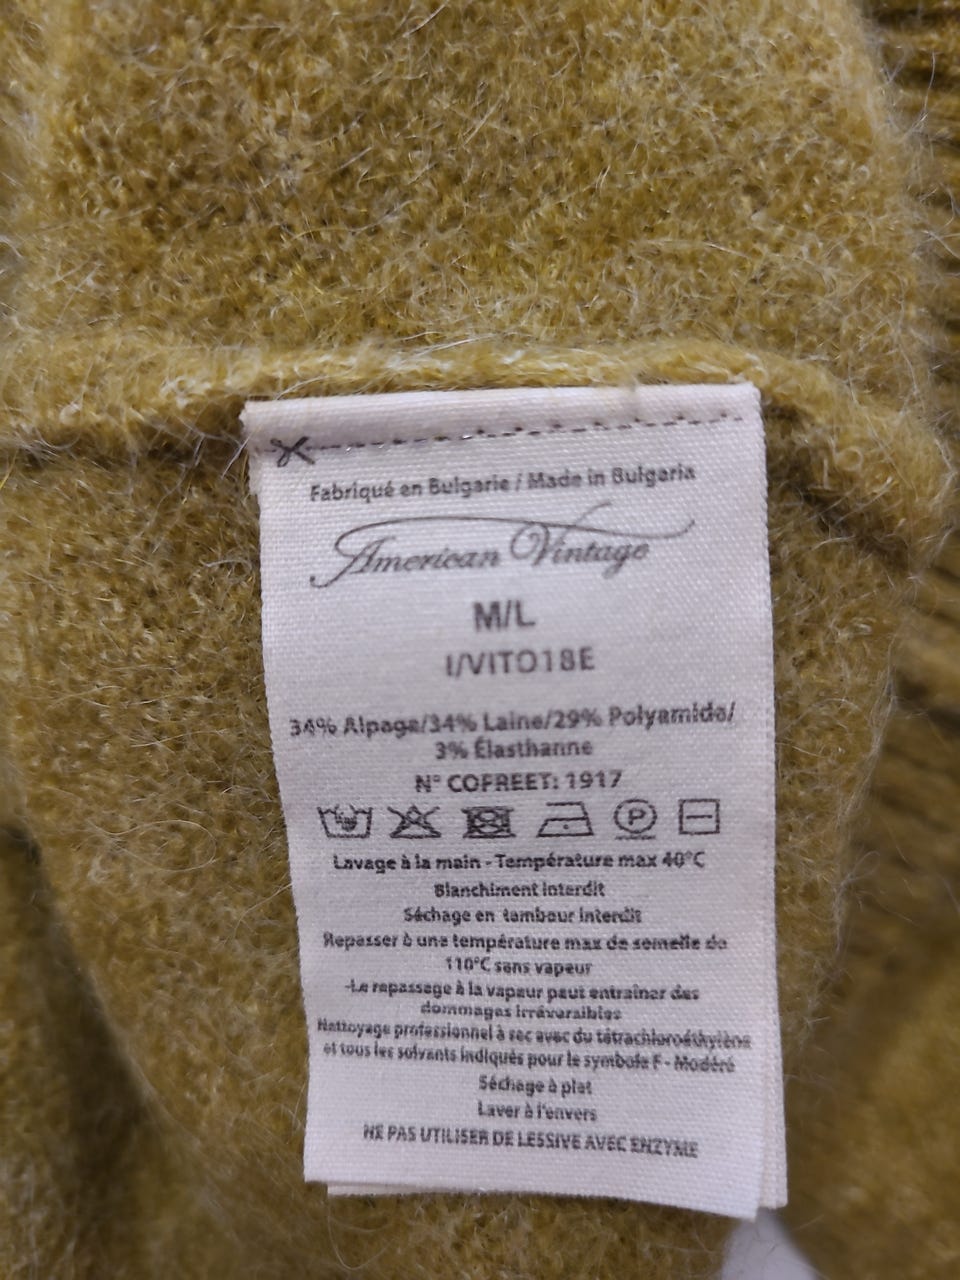 Fabriqué en Bulgarie / Made in Bulgaria
American Vintage
M/L
I/VITO18E
34% Alpaga/34% Laine/29% Polyamide/
3% Élasthanne
N° COFREET: 1917
P
Lavage à la main - Température max 40°C
Blanchiment interdit
Séchage en tambour interdit
Repasser à une température max de semelle de
110°C sans vapeur
-Le repassage à la vapeur peut entraîner des
dommages irréversibles
Nettoyage professionnel à sec avec du tétrachloroéthylène
et tous les solvants indiqués pour le symbole F - Modéré
Séchage à plat
Laver à l'envers
NE PAS UTILISER DE LESSIVE AVEC ENZYME